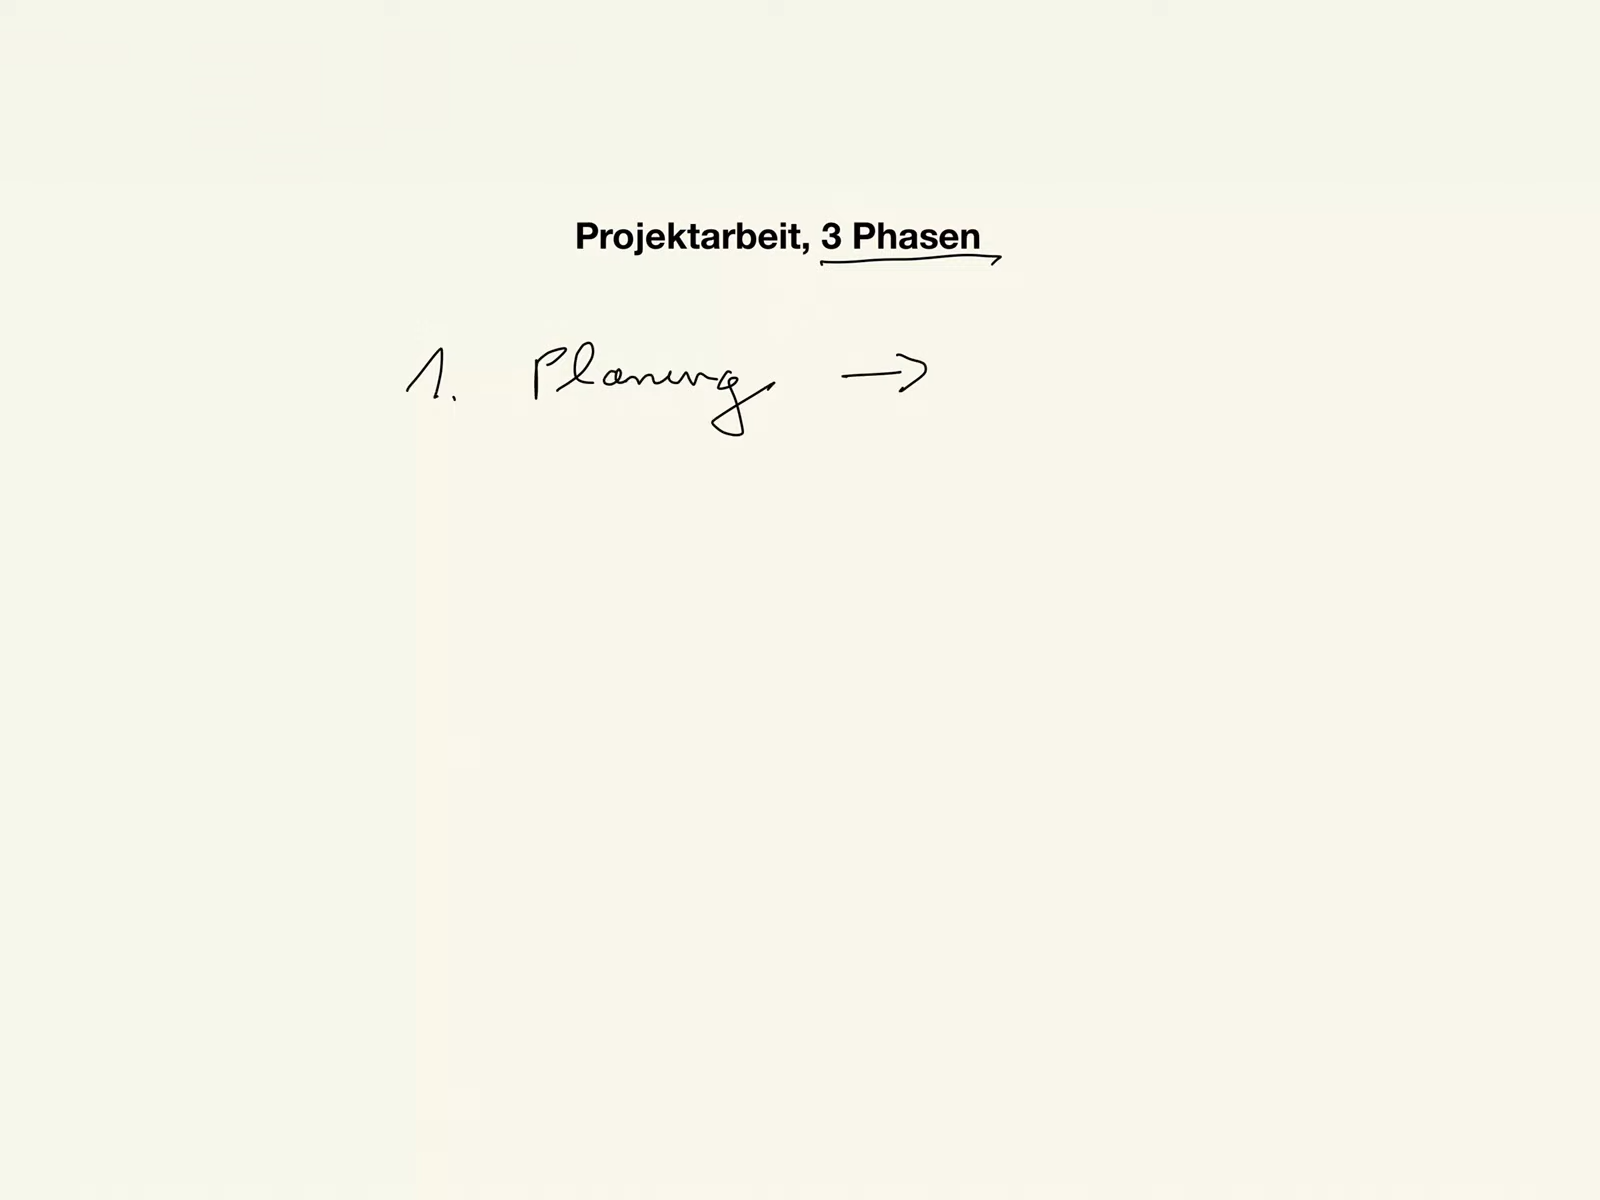 Projektarbeit, 3 Phasen
1. Planung →